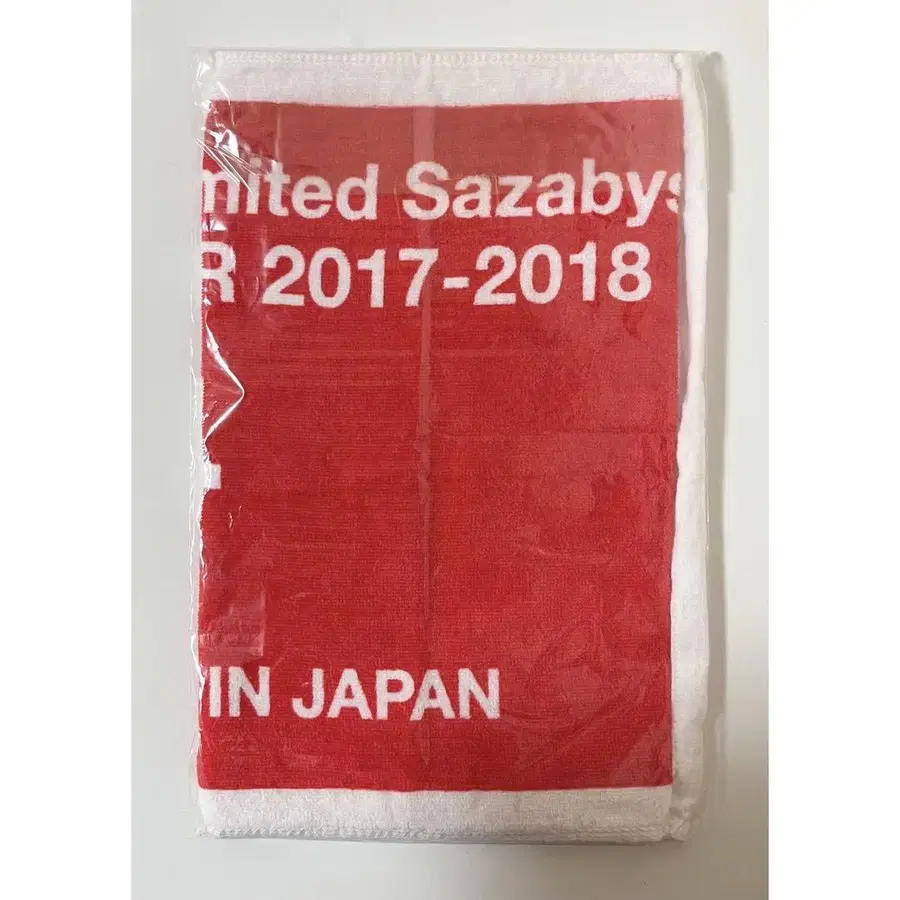 mited Sazabys
R 2017-2018
IN JAPAN